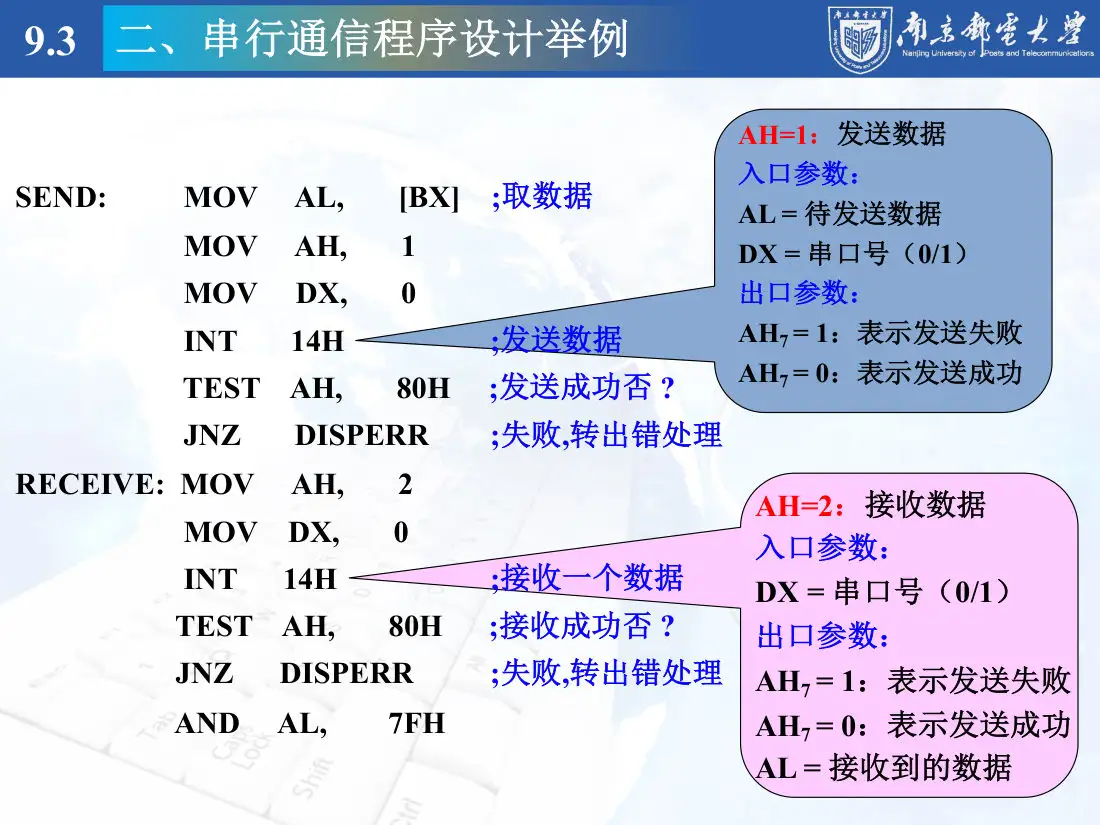 9.3 二、串行通信程序设计举例
南京邮电大学
Nanjing University of Posts and Telecommunications
SEND: MOV AL, [BX] ;取数据
MOV AH, 1
MOV DX, 0
INT 14H ;发送数据
TEST AH, 80H ;发送成功否?
JNZ DISPERR ;失败,转出错处理
RECEIVE: MOV AH, 2
MOV DX, 0
INT 14H ;接收一个数据
TEST AH, 80H ;接收成功否?
JNZ DISPERR ;失败,转出错处理
AND AL, 7FH
AH=1：发送数据
入口参数：
AL = 待发送数据
DX = 串口号（0/1）
出口参数：
AH7 = 1：表示发送失败
AH7 = 0：表示发送成功
AH=2：接收数据
入口参数：
DX = 串口号（0/1）
出口参数：
AH7 = 1：表示发送失败
AH7 = 0：表示发送成功
AL = 接收到的数据
Tab
Caps
Lock
Shift
Ctrl